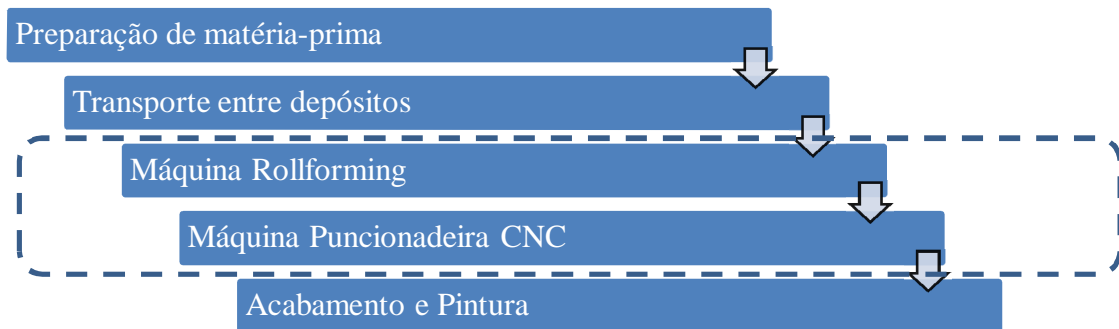 Preparação de matéria-prima
Transporte entre depósitos
Máquina Rollforming
Máquina Puncionadeira CNC
Acabamento e Pintura